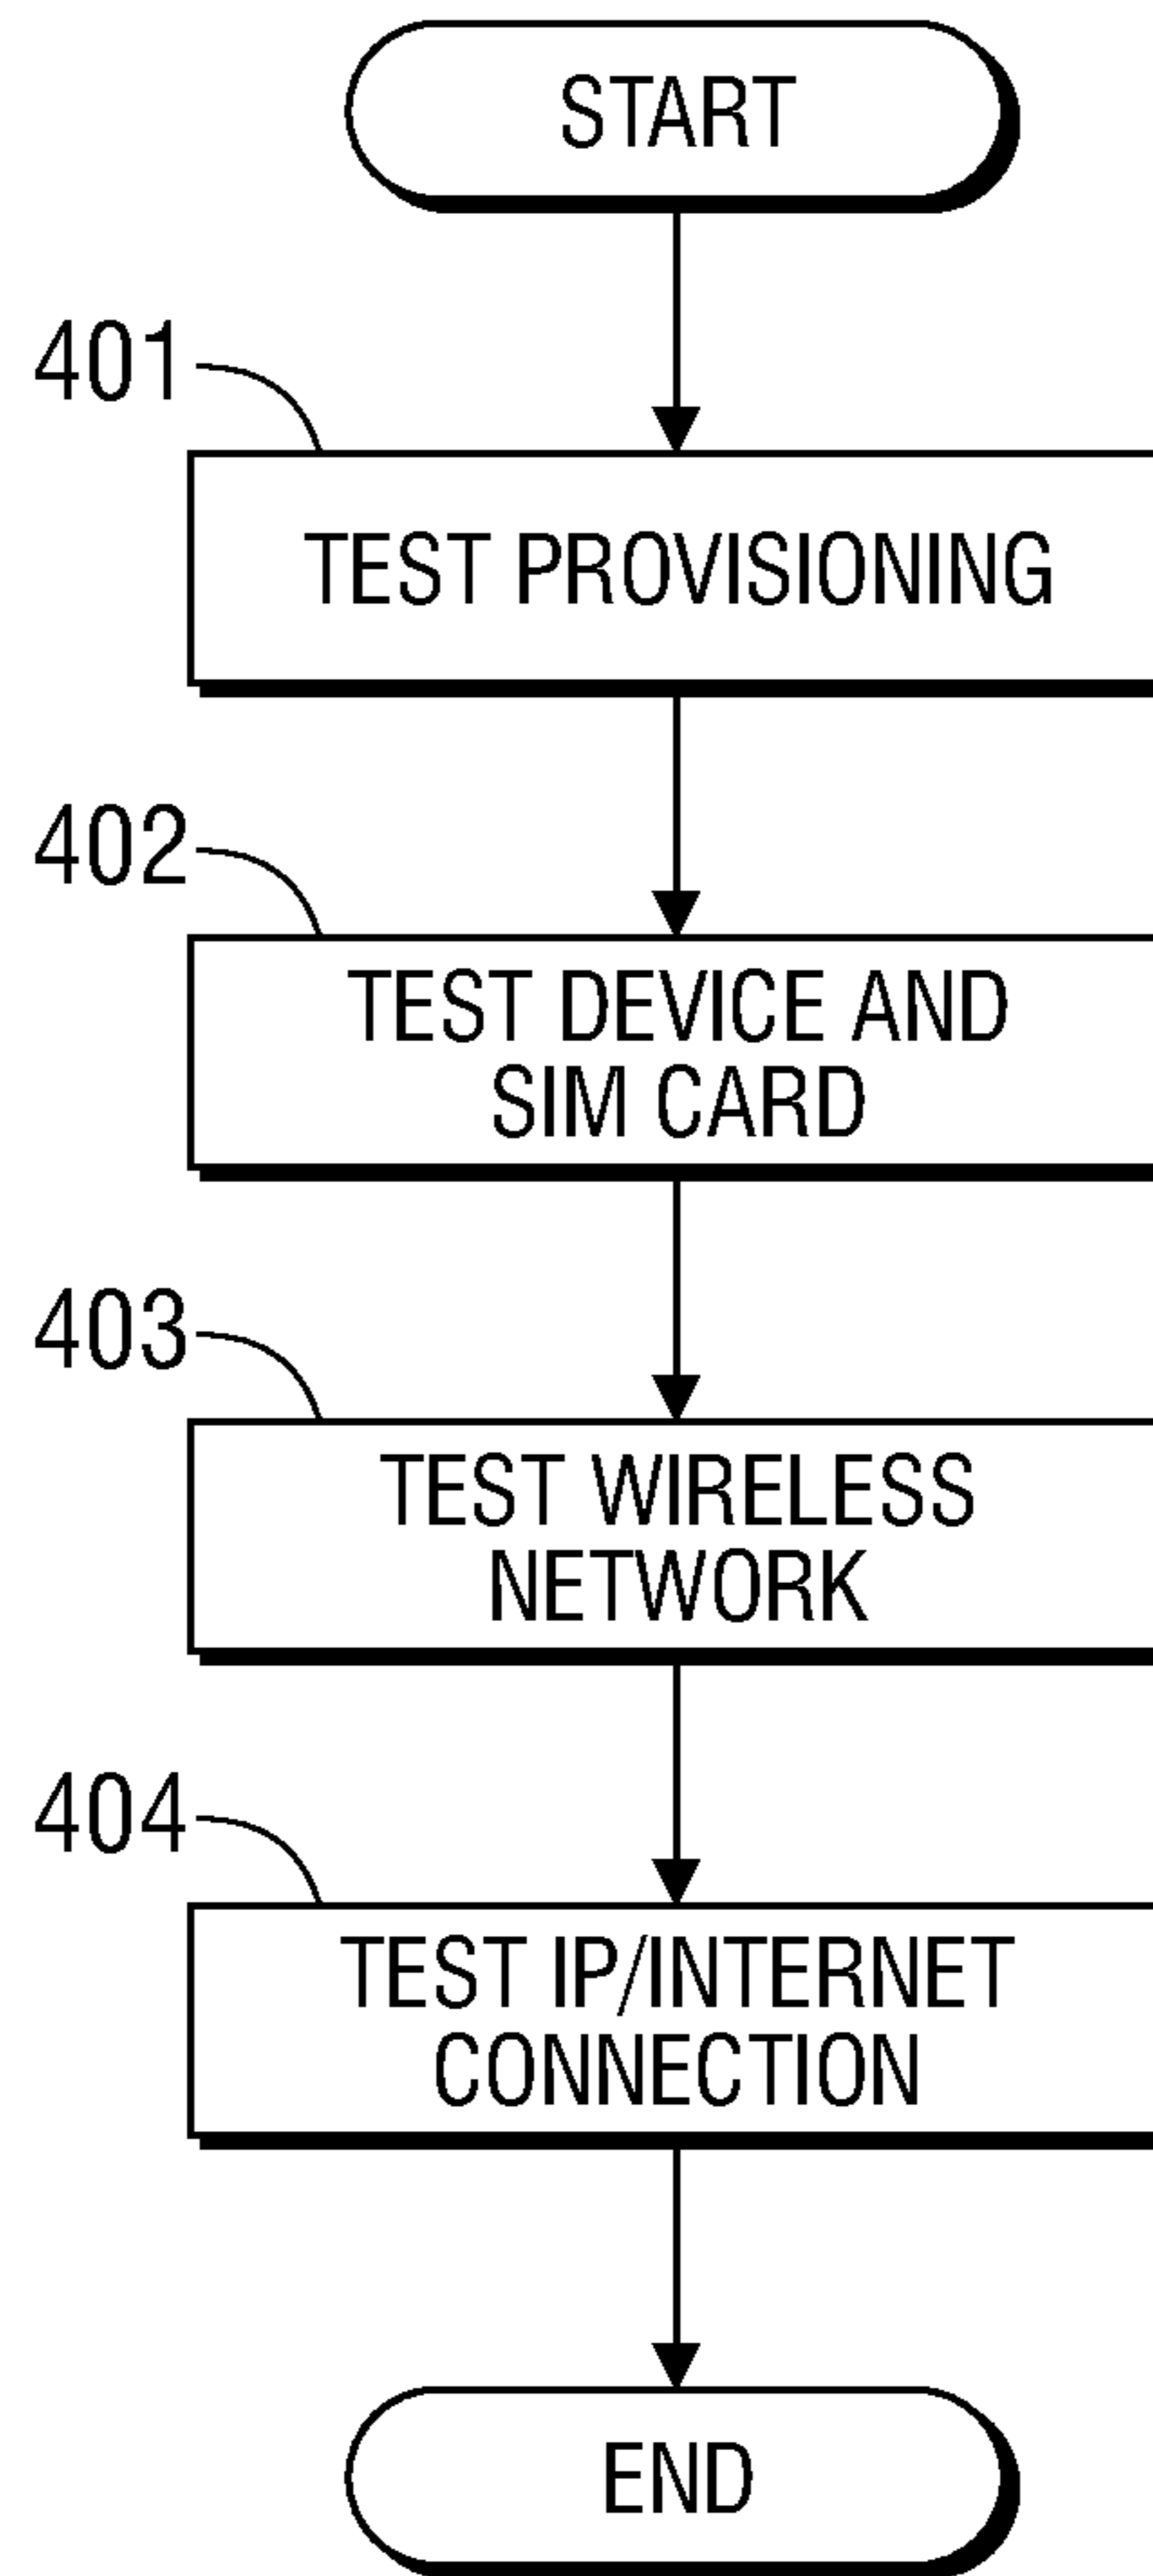 START
401
TEST PROVISIONING
402
TEST DEVICE AND
SIM CARD
403
TEST WIRELESS
NETWORK
404
TEST IP/INTERNET
CONNECTION
END